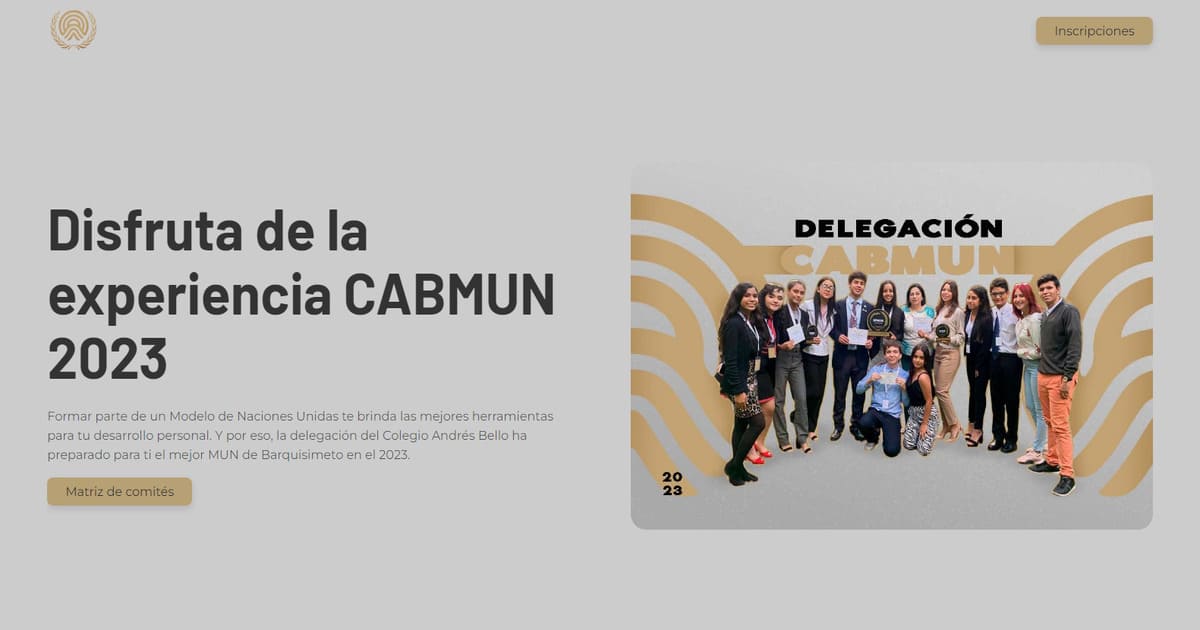 Inscripciones
Disfruta de la
experiencia CABMUN
2023
Formar parte de un Modelo de Naciones Unidas te brinda las mejores herramientas
para tu desarrollo personal. Y por eso, la delegación del Colegio Andrés Bello ha
preparado para ti el mejor MUN de Barquisimeto en el 2023.
Matriz de comités
DELEGACIÓN
CABMUN
20
23